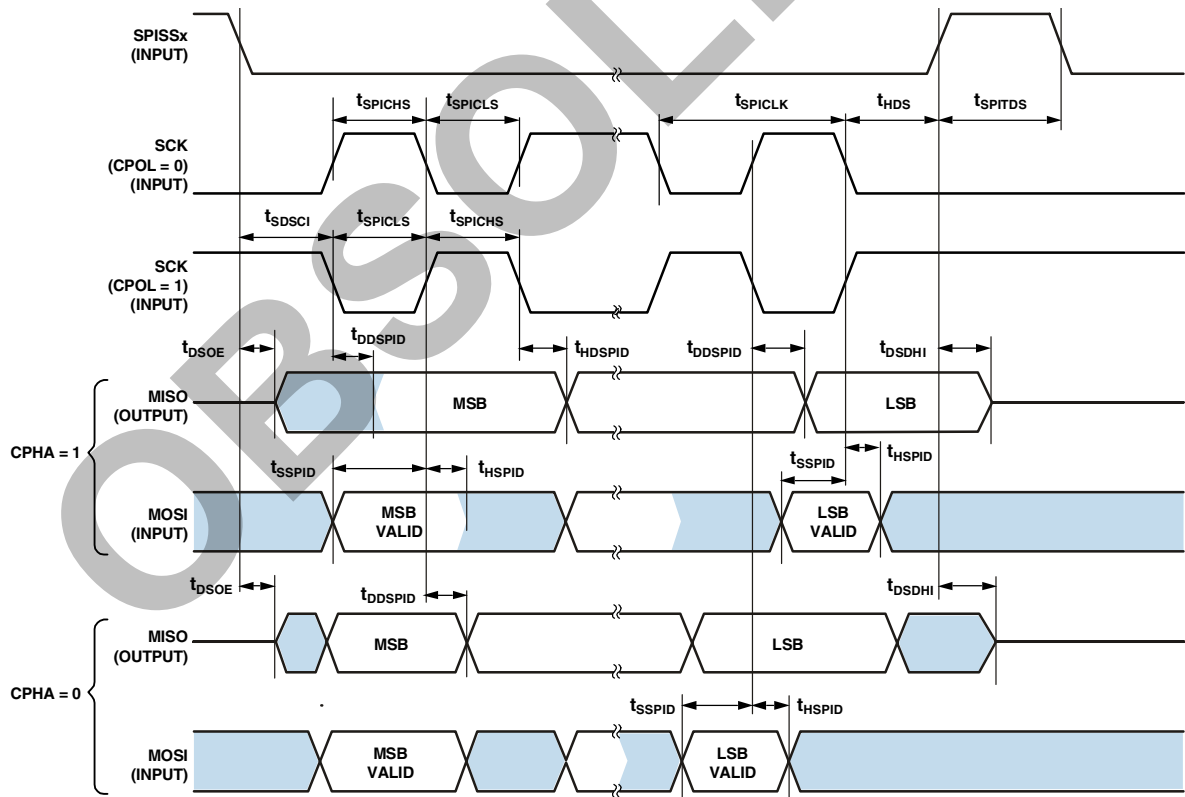 OBSOLE
SPISSx
(INPUT)
tSPICHS tSPICLS tSPICLK tHDS tSPITDS
SCK
(CPOL = 0)
(INPUT)
tSDSCI tSPICLS tSPICHS
SCK
(CPOL = 1)
(INPUT)
tDSOE tDDSPID tHDSPID tDDSPID tDSDHI
CPHA = 1
MISO
(OUTPUT)
MSB LSB
tSSPID tHSPID tSSPID tHSPID
MOSI
(INPUT)
MSB
VALID
LSB
VALID
tDSOE tDDSPID tDSDHI
CPHA = 0
MISO
(OUTPUT)
MSB LSB
tSSPID tHSPID
MOSI
(INPUT)
MSB
VALID
LSB
VALID